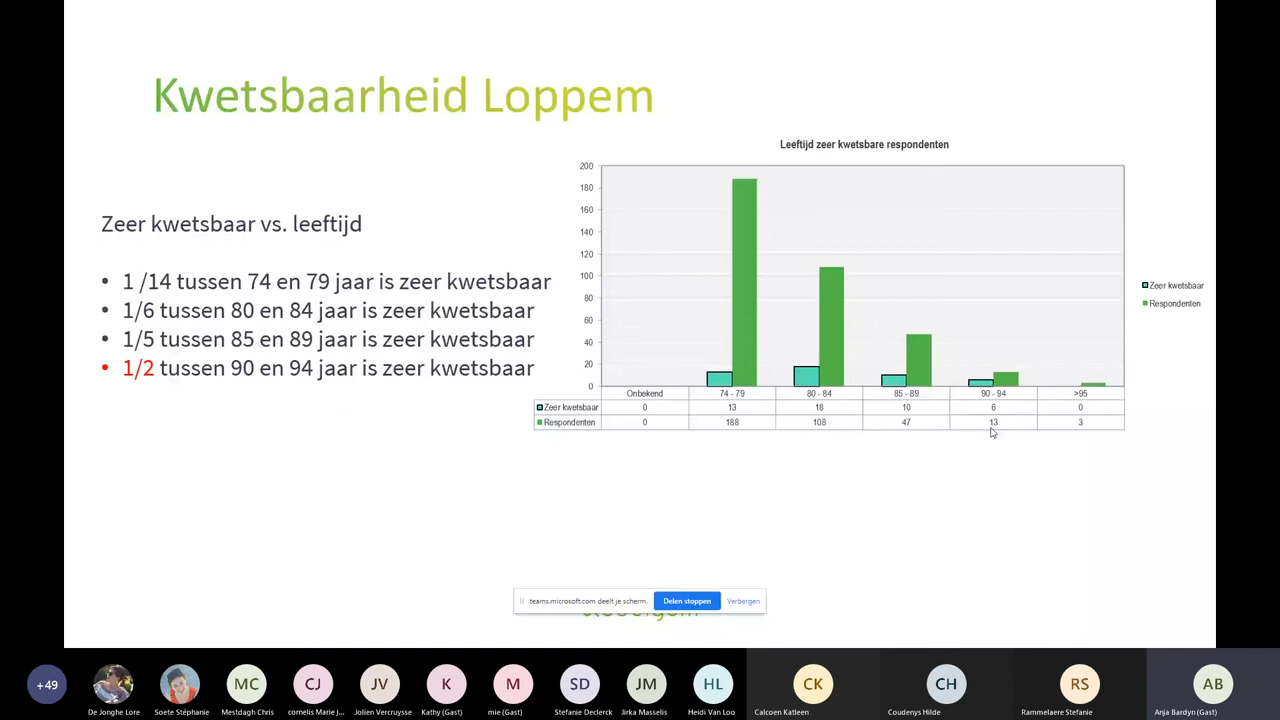 Kwetsbaarheid Loppem
Zeer kwetsbaar vs. leeftijd
• 1 /14 tussen 74 en 79 jaar is zeer kwetsbaar
• 1/6 tussen 80 en 84 jaar is zeer kwetsbaar
• 1/5 tussen 85 en 89 jaar is zeer kwetsbaar
• 1/2 tussen 90 en 94 jaar is zeer kwetsbaar
Leeftijd zeer kwetsbare respondenten
200
180
160
140
120
100
80
60
40
20
0
Onbekend 74 - 79 80 - 84 85 - 89 90 - 94 >95
Zeer kwetsbaar 0 13 18 10 6 0
Respondenten 0 188 108 47 13 3
Zeer kwetsbaar
Respondenten
teams.microsoft.com deelt je scherm. Delen stoppen Verbergen
+49 MC CJ JV K M SD JM HL CK CH RS AB
De Jonghe Lore Soete Stéphanie Mestdagh Chris cornelis Marie j... Jolien Vercruysse Kathy (Gast) mie (Gast) Stefanie Declerck Jirka Masselis Heidi Van Loo Calcoen Katleen Coudenys Hilde Rammelaere Stefanie Anja Bardyn (Gast)